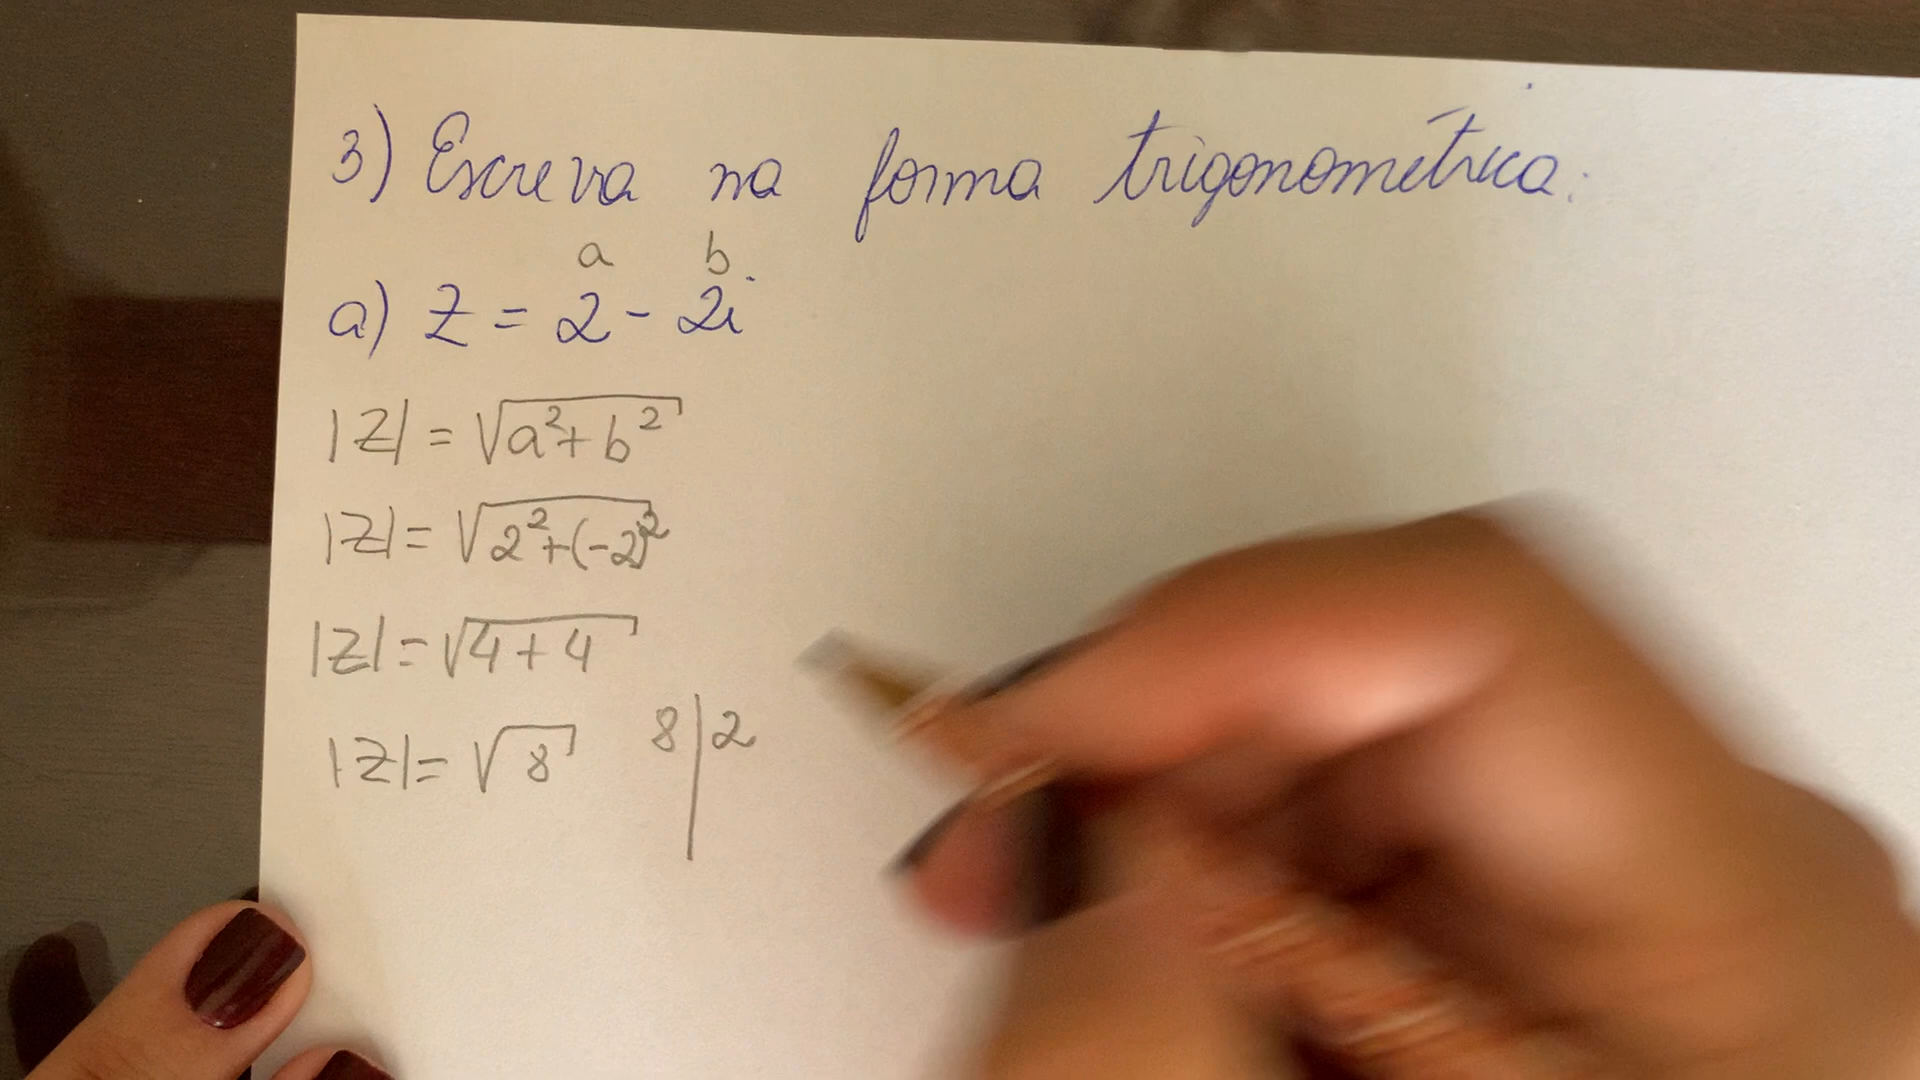 3) Escreva na forma trigonométrica:
a b
a) Z = 2 - 2i
|Z| = √a²+b²
|Z| = √2²+(-2)²
|Z| = √4+4
|Z| = √8 8|2